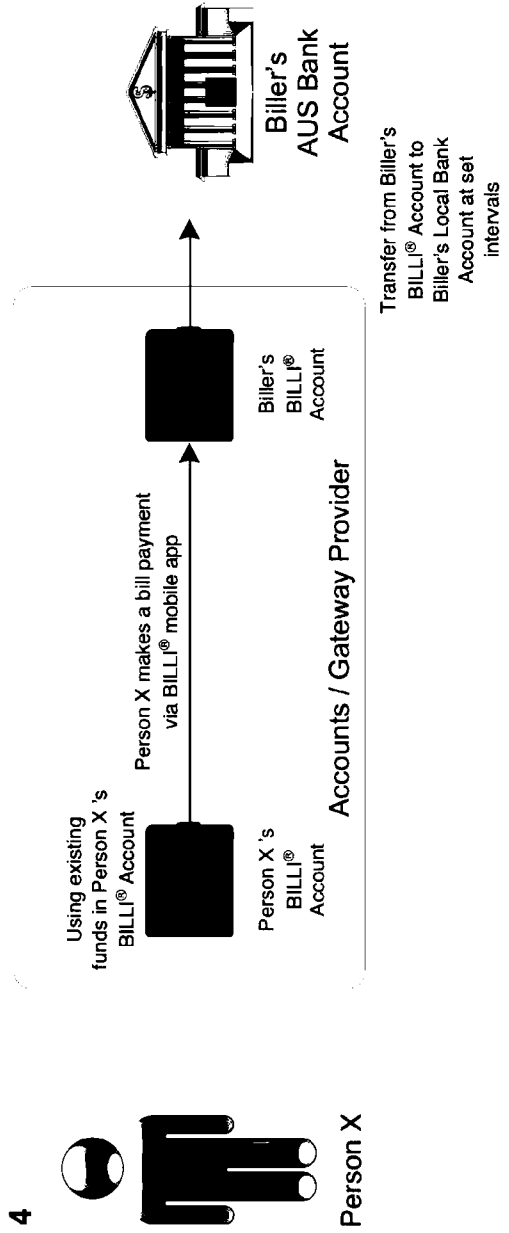 4
Person X
Using existing
funds in Person X 's
BILLI® Account
Person X 's
BILLI®
Account
Person X makes a bill payment
via BILLI® mobile app
Accounts / Gateway Provider
Biller's
BILLI®
Account
$
Biller's
AUS Bank
Account
Transfer from Biller's
BILLI® Account to
Biller's Local Bank
Account at set
intervals